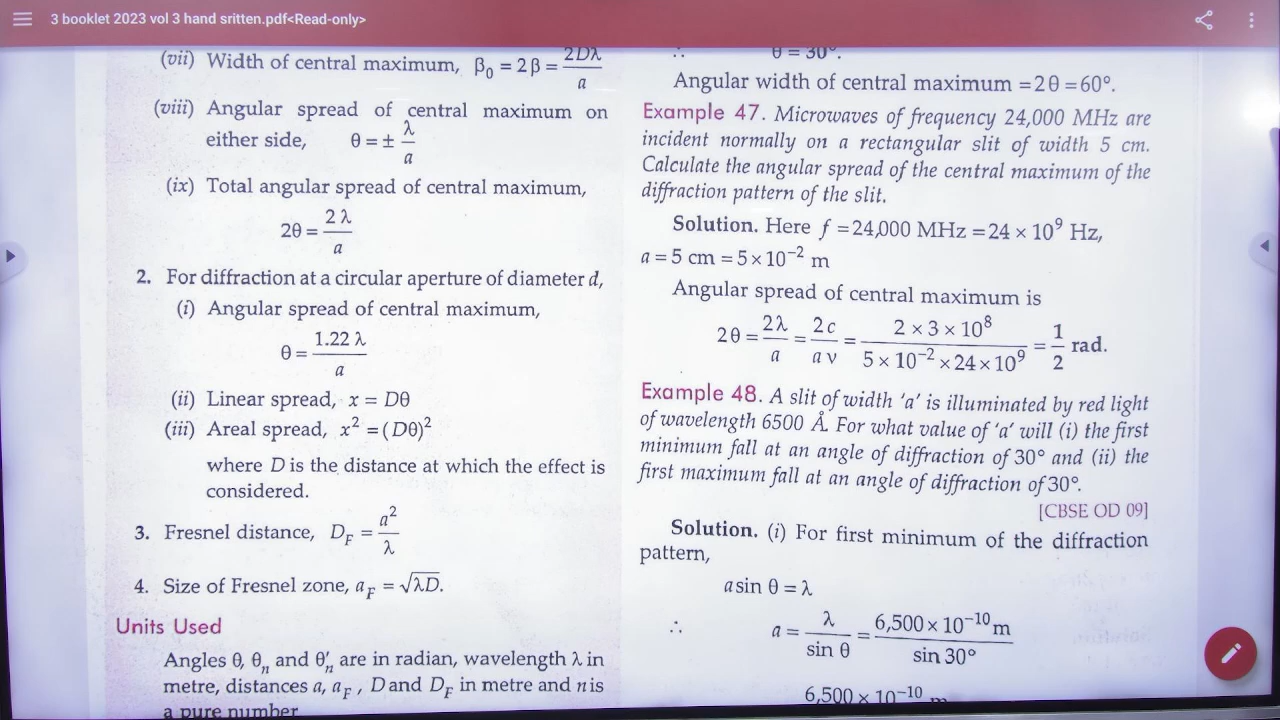 3 booklet 2023 vol 3 hand sritten.pdf<Read-only>
(vii) Width of central maximum, β₀ = 2β = 2Dλ / a
(viii) Angular spread of central maximum on
either side, θ = ± λ / a
(ix) Total angular spread of central maximum,
2θ = 2λ / a
2. For diffraction at a circular aperture of diameter d,
(i) Angular spread of central maximum,
θ = 1.22 λ / a
(ii) Linear spread, x = Dθ
(iii) Areal spread, x² = (Dθ)²
where D is the distance at which the effect is
considered.
3. Fresnel distance, D_F = a² / λ
4. Size of Fresnel zone, a_F = √λD.
Units Used
Angles θ, θₙ and θ′ₙ are in radian, wavelength λ in
metre, distances a, a_F , D and D_F in metre and n is
a pure number
∴ θ = 30°.
Angular width of central maximum = 2θ = 60°.
Example 47. Microwaves of frequency 24,000 MHz are
incident normally on a rectangular slit of width 5 cm.
Calculate the angular spread of the central maximum of the
diffraction pattern of the slit.
Solution. Here f = 24,000 MHz = 24 × 10⁹ Hz,
a = 5 cm = 5 × 10⁻² m
Angular spread of central maximum is
2θ = 2λ / a = 2c / a ν = 2 × 3 × 10⁸ / 5 × 10⁻² × 24 × 10⁹ = 1 / 2 rad.
Example 48. A slit of width 'a' is illuminated by red light
of wavelength 6500 Å. For what value of 'a' will (i) the first
minimum fall at an angle of diffraction of 30° and (ii) the
first maximum fall at an angle of diffraction of 30°.
[CBSE OD 09]
Solution. (i) For first minimum of the diffraction
pattern,
a sin θ = λ
∴ a = λ / sin θ = 6,500 × 10⁻¹⁰ m / sin 30°
6,500 × 10⁻¹⁰ m